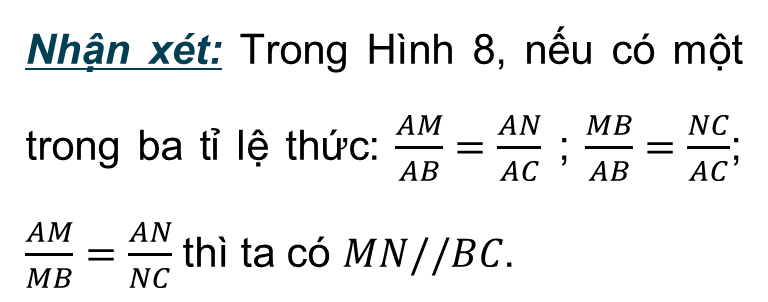 Nhận xét: Trong Hình 8, nếu có một
trong ba tỉ lệ thức: AM/AB = AN/AC ; MB/AB = NC/AC;
AM/MB = AN/NC thì ta có MN//BC.